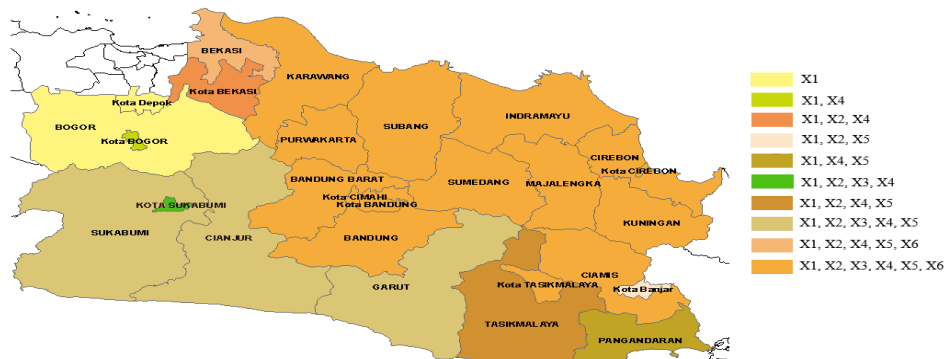 BEKASI
Kota BEKASI
KARAWANG
Kota Depok
BOGOR
Kota BOGOR
PURWAKARTA
SUBANG
INDRAMAYU
CIREBON
Kota CIREBON
BANDUNG BARAT
SUMEDANG
MAJALENGKA
Kota CIMAHI
Kota BANDUNG
KUNINGAN
KOTA SUKABUMI
SUKABUMI
CIANJUR
BANDUNG
CIAMIS
GARUT
Kota TASIKMALAYA
Kota Banjar
TASIKMALAYA
PANGANDARAN
X1
X1, X4
X1, X2, X4
X1, X2, X5
X1, X4, X5
X1, X2, X3, X4
X1, X2, X4, X5
X1, X2, X3, X4, X5
X1, X2, X4, X5, X6
X1, X2, X3, X4, X5, X6